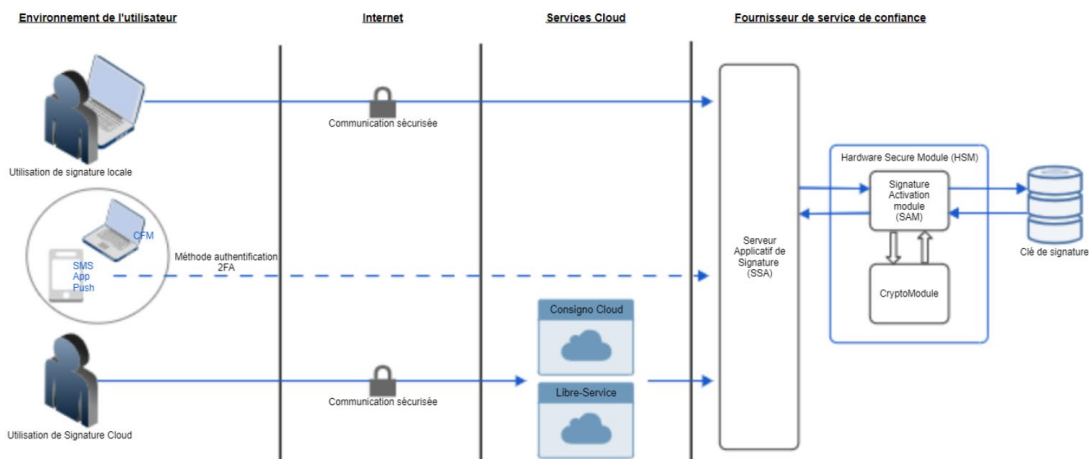 Environnement de l'utilisateur
Internet
Services Cloud
Fournisseur de service de confiance
Communication sécurisée
Utilisation de signature locale
Hardware Secure Module (HSM)
Signature
Activation
module
(SAM)
CFM
SMS
App
Push
Méthode authentification
2FA
Serveur
Applicatif de
Signature
(SSA)
Clé de signature
CryptoModule
Consigno Cloud
Libre-Service
Communication sécurisée
Utilisation de Signature Cloud